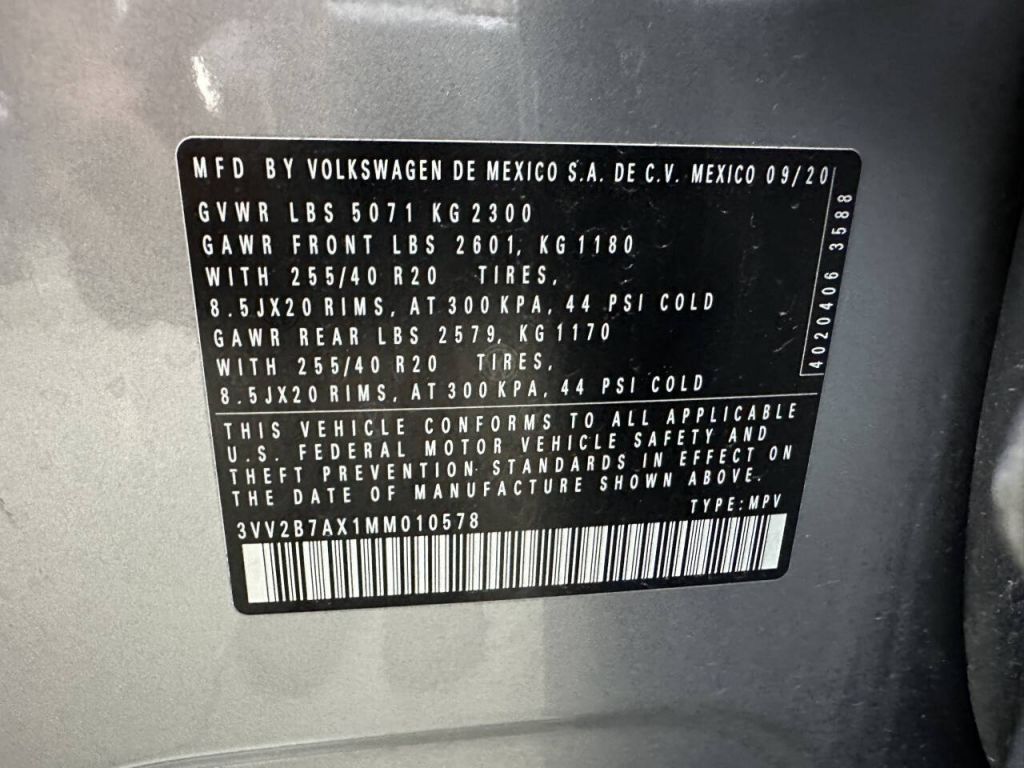 MFD BY VOLKSWAGEN DE MEXICO S.A. DE C.V. MEXICO 09/20
GVWR LBS 5071 KG 2300
GAWR FRONT LBS 2601, KG 1180
WITH 255/40 R20 TIRES,
8.5JX20 RIMS, AT 300 KPA, 44 PSI COLD
GAWR REAR LBS 2579, KG 1170
WITH 255/40 R20 TIRES,
8.5JX20 RIMS, AT 300 KPA, 44 PSI COLD
4020406 3588
THIS VEHICLE CONFORMS TO ALL APPLICABLE
U.S. FEDERAL MOTOR VEHICLE SAFETY AND
THEFT PREVENTION STANDARDS IN EFFECT ON
THE DATE OF MANUFACTURE SHOWN ABOVE.
TYPE: MPV
3VV2B7AX1MM010578